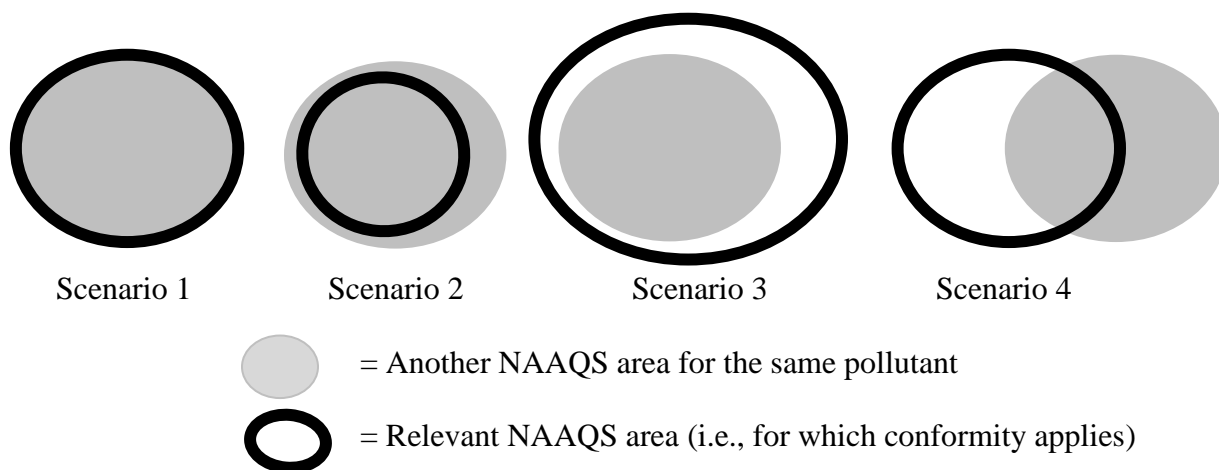 Scenario 1
Scenario 2
Scenario 3
Scenario 4
= Another NAAQS area for the same pollutant
= Relevant NAAQS area (i.e., for which conformity applies)